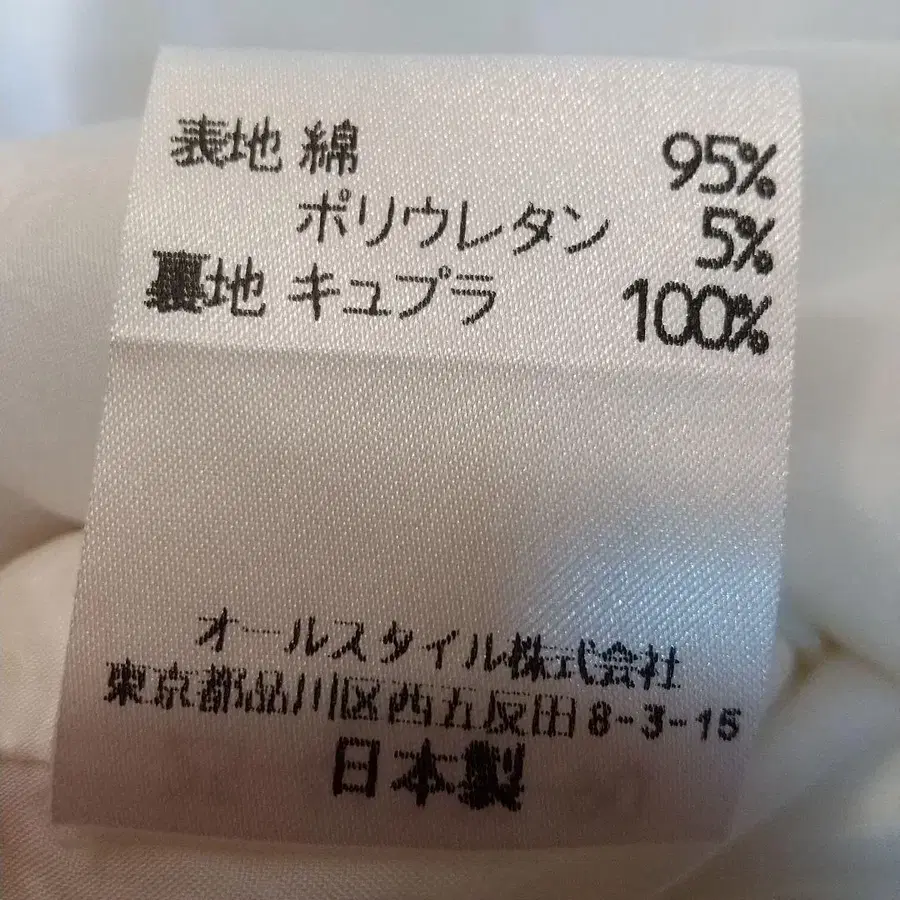 表地 綿 95%
ポリウレタン 5%
裏地 キュプラ 100%
オールスタイル株式会社
東京都品川区西五反田 8-3-15
日本製